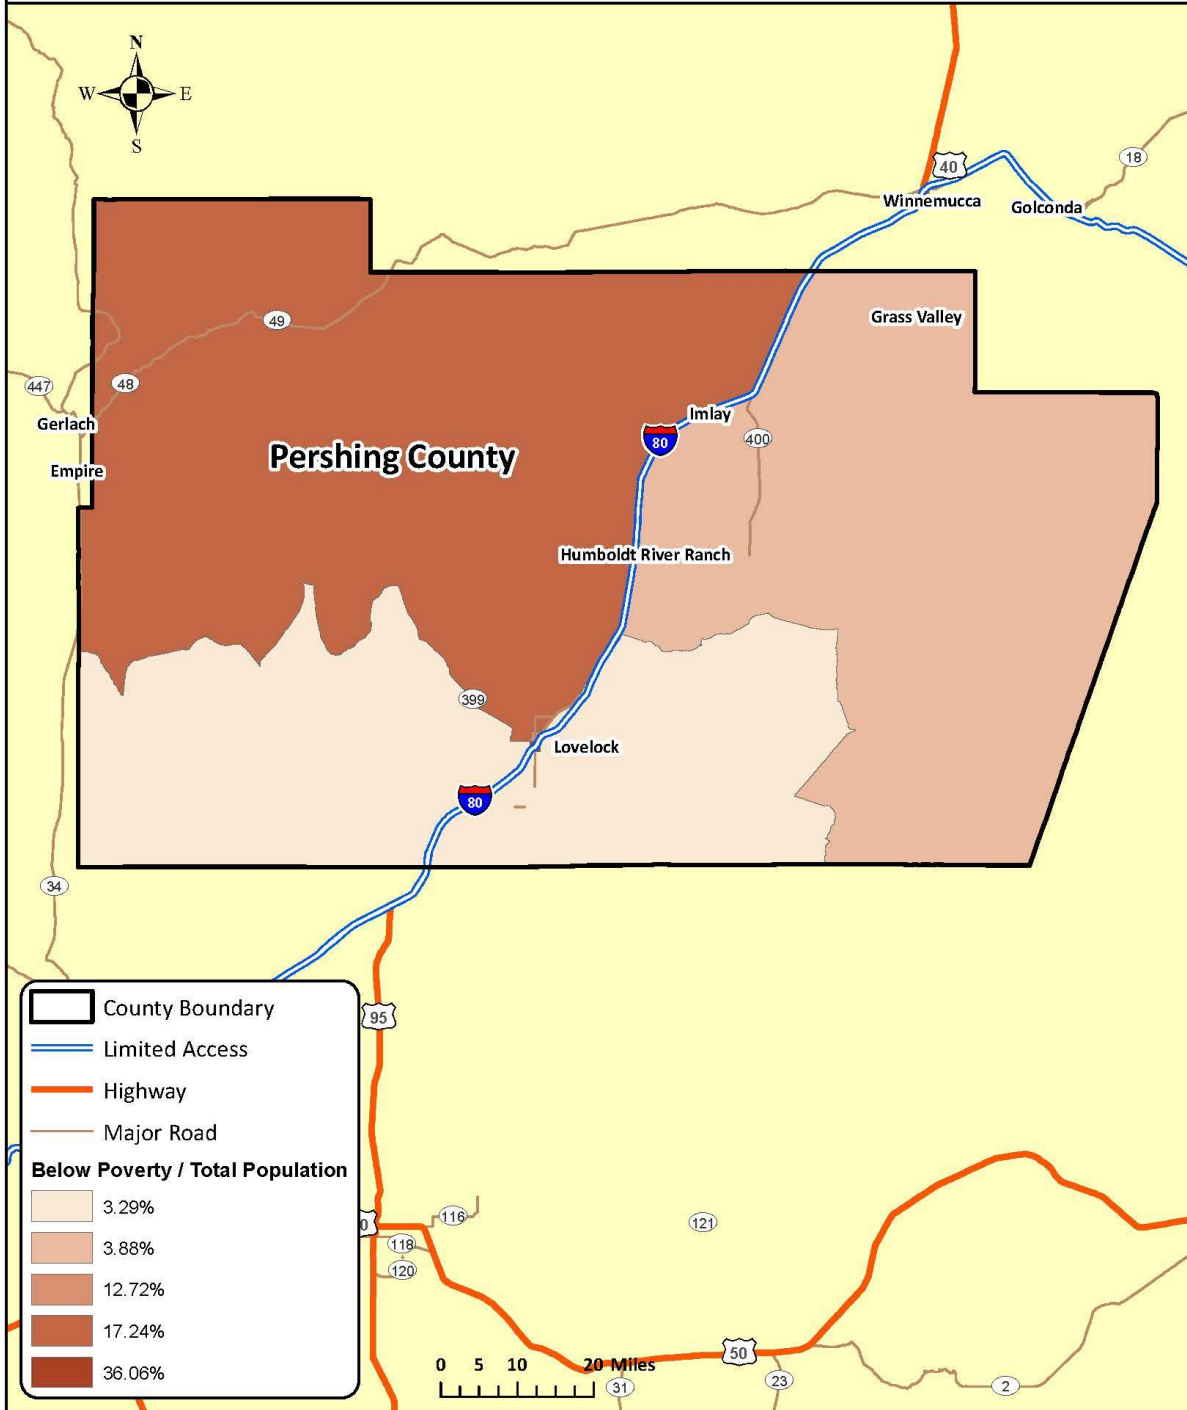 N
W E
S
40
18
Winnemucca
Golconda
Grass Valley
49
48
447
Gerlach
Imlay
80
400
Pershing County
Empire
Humboldt River Ranch
399
Lovelock
80
34
County Boundary
95
Limited Access
Highway
Major Road
Below Poverty / Total Population
3.29%
3.88%
12.72%
17.24%
36.06%
0
116
121
118
120
50
0 5 10 20 Miles
31
23
2